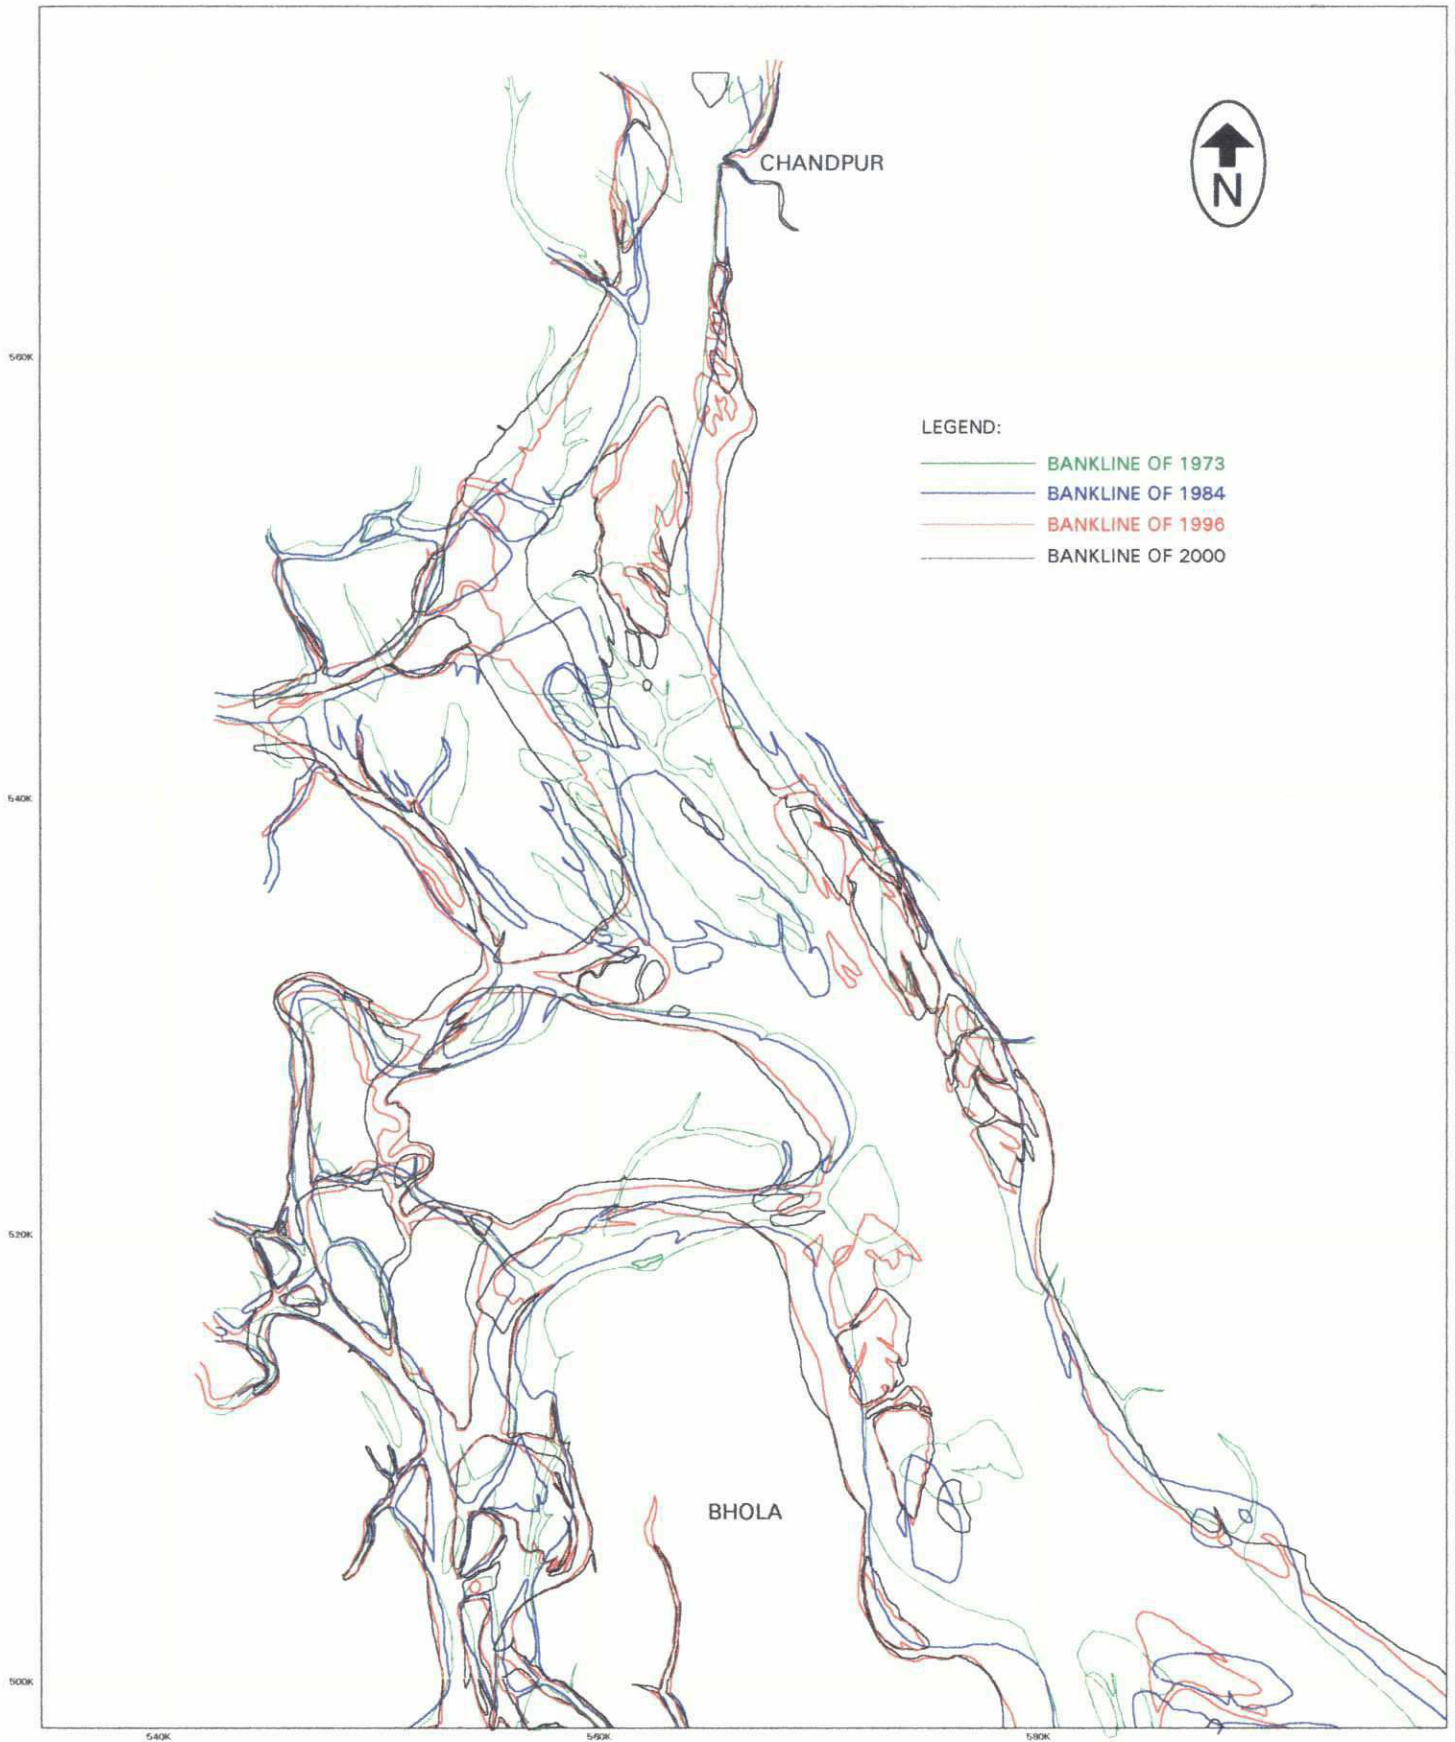 CHANDPUR
N
560K
LEGEND:
BANKLINE OF 1973
BANKLINE OF 1984
BANKLINE OF 1996
BANKLINE OF 2000
540K
520K
BHOLA
500K
540K
560K
580K